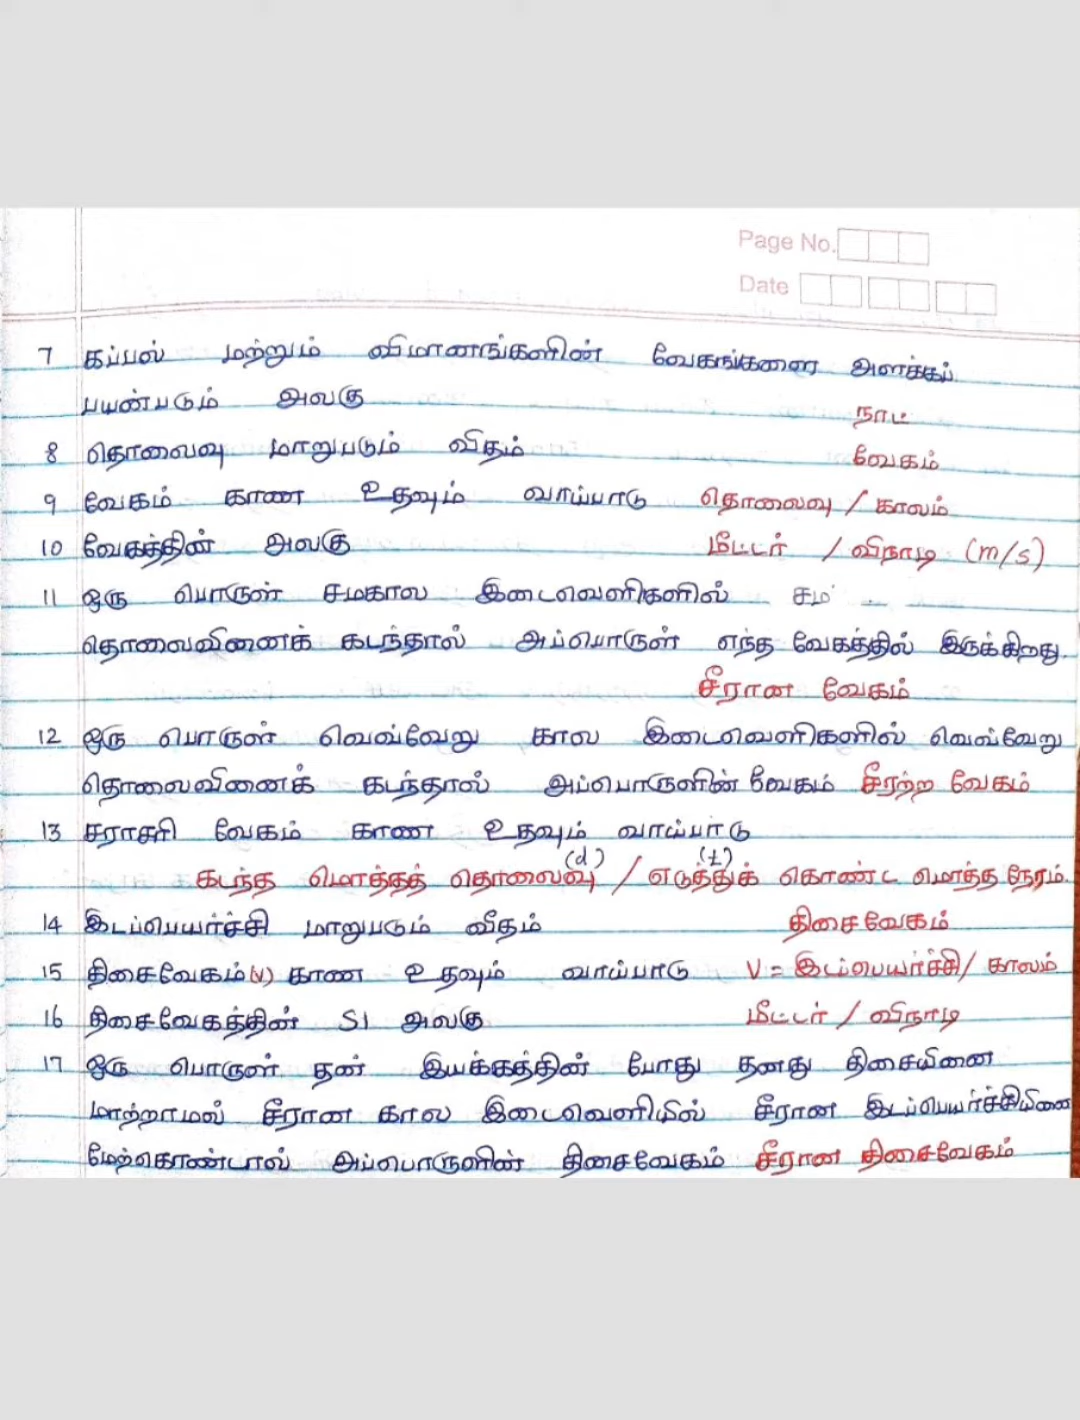 Page No.
Date
7 கப்பல் மற்றும் விமானங்களின் வேகங்களை அளக்கப்
பயன்படும் அலகு
நாட்
8 தொலைவு மாறுபடும் விதம் வேகம்
9 வேகம் காண உதவும் வாய்பாடு தொலைவு / காலம்
10 வேகத்தின் அலகு மீட்டர் / விநாடி (m/s)
11 ஒரு பொருள் சமகால இடைவெளிகளில் சம
தொலைவினைக் கடந்தால் அப்பொருள் எந்த வேகத்தில் இருக்கிறது.
சீரான வேகம்
12 ஒரு பொருள் வெவ்வேறு கால இடைவெளிகளில் வெவ்வேறு
தொலைவினைக் கடந்தால் அப்பொருளின் வேகம் சீரற்ற வேகம்
13 சராசரி வேகம் காண உதவும் வாய்பாடு
(d) (t)
கடந்த மொத்தத் தொலைவு / எடுத்துக் கொண்ட மொத்த நேரம்.
14 இடப்பெயர்ச்சி மாறுபடும் வீதம் திசைவேகம்
15 திசைவேகம்(v) காண உதவும் வாய்பாடு V = இடப்பெயர்ச்சி/ காலம்
16 திசைவேகத்தின் SI அலகு மீட்டர் / விநாடி
17 ஒரு பொருள் தன் இயக்கத்தின் போது தனது திசையினை
மாற்றாமல் சீரான கால இடைவெளியில் சீரான இடப்பெயர்ச்சியினை
மேற்கொண்டால் அப்பொருளின் திசைவேகம் சீரான திசைவேகம்